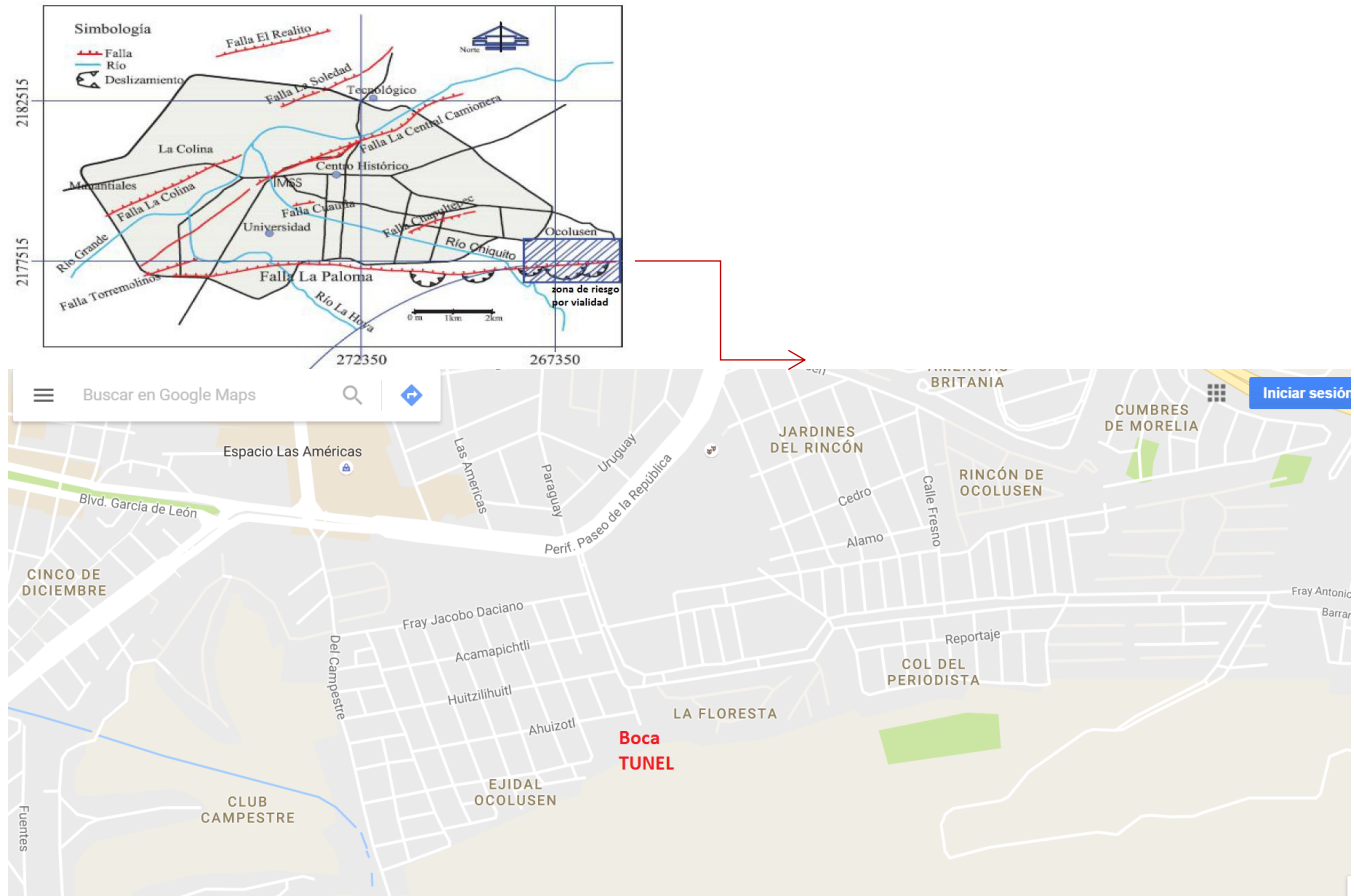 Simbología
Falla
Río
Deslizamiento
Falla El Realito
Norte
Falla La Soledad
Tecnológico
2182515
Falla La Central Camionera
La Colina
Centro Histórico
Manantiales
IMSS
Falla La Colina
Falla Cuautla
Falla Chapultepec
Universidad
Ocolusen
Río Grande
Río Chiquito
2177515
Falla La Paloma
Falla Torremolinos
zona de riesgo
por vialidad
Río La Hoya
0 m 1km 2km
272350
267350
Buscar en Google Maps
Iniciar sesión
BRITANIA
CUMBRES
DE MORELIA
JARDINES
DEL RINCÓN
Espacio Las Américas
Las Americas
Uruguay
Paraguay
RINCÓN DE
OCOLUSEN
Blvd. García de León
Perif. Paseo de la República
Cedro
Calle Fresno
Alamo
CINCO DE
DICIEMBRE
Fray Antonio
Fray Jacobo Daciano
Barrar
Reportaje
Del Campestre
Acamapichtli
COL DEL
PERIODISTA
Huitzilihuitl
LA FLORESTA
Ahuizotl
Boca
TUNEL
EJIDAL
OCOLUSEN
CLUB
CAMPESTRE
Fuentes